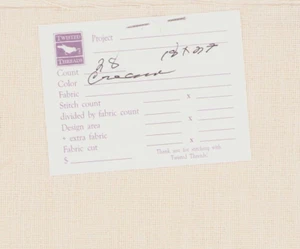 TWISTED
THREADS
Project
Count 28
Color
Fabric
Stitch count x
divided by fabric count
Design area x
+ extra fabric
Fabric cut x
$
Thank you for stitching with
Twisted Threads